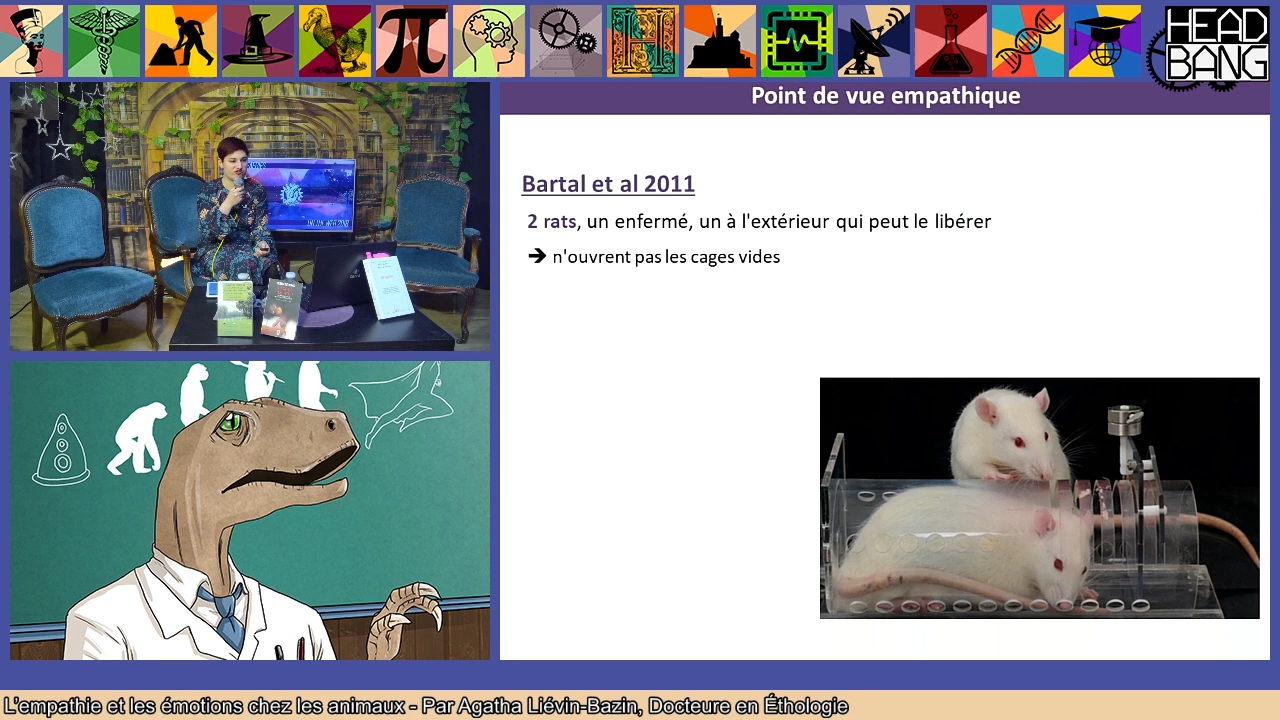 HEAD
BANG
Point de vue empathique
Bartal et al 2011
2 rats, un enfermé, un à l'extérieur qui peut le libérer
➔ n'ouvrent pas les cages vides
L'empathie et les émotions chez les animaux - Par Agatha Liévin-Bazin, Docteure en Éthologie